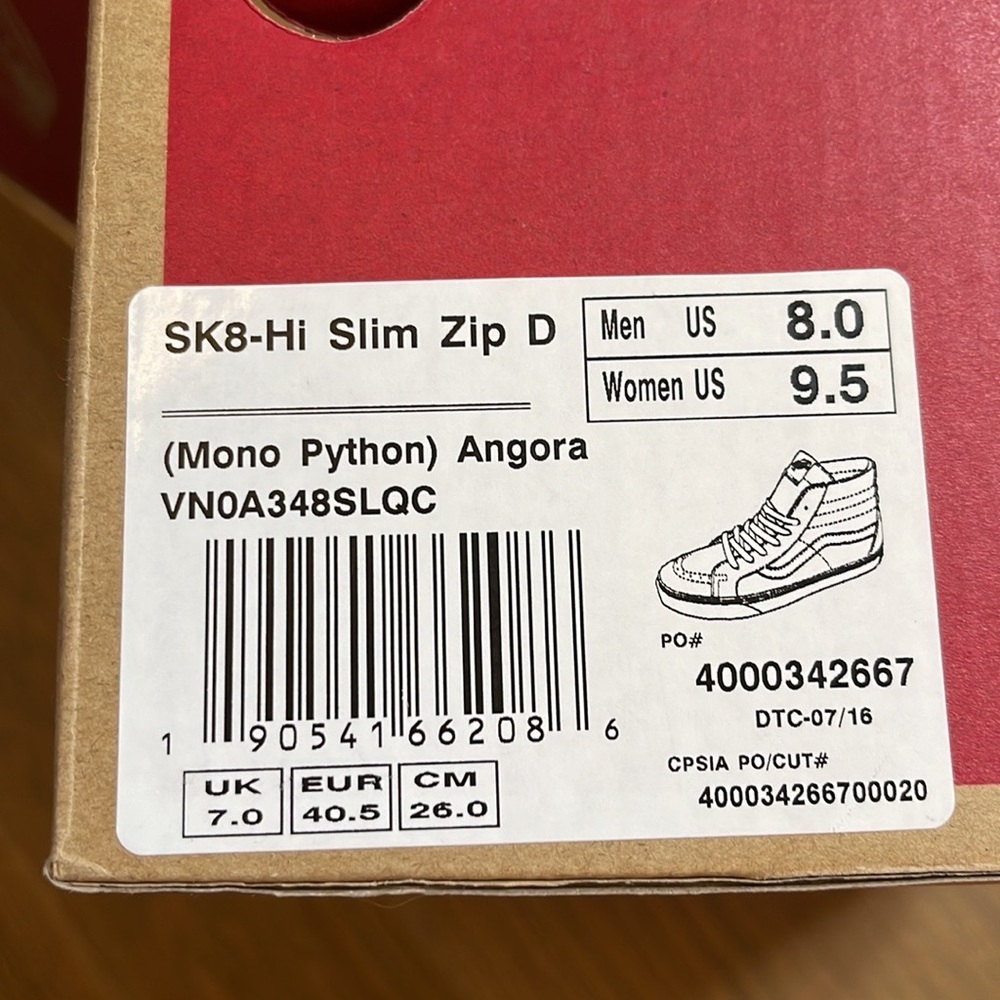 SK8-Hi Slim Zip D
Men US 8.0
Women US 9.5
(Mono Python) Angora
VN0A348SLQC
1 90541 66208 6
UK 7.0
EUR 40.5
CM 26.0
PO#
4000342667
DTC-07/16
CPSIA PO/CUT#
400034266700020